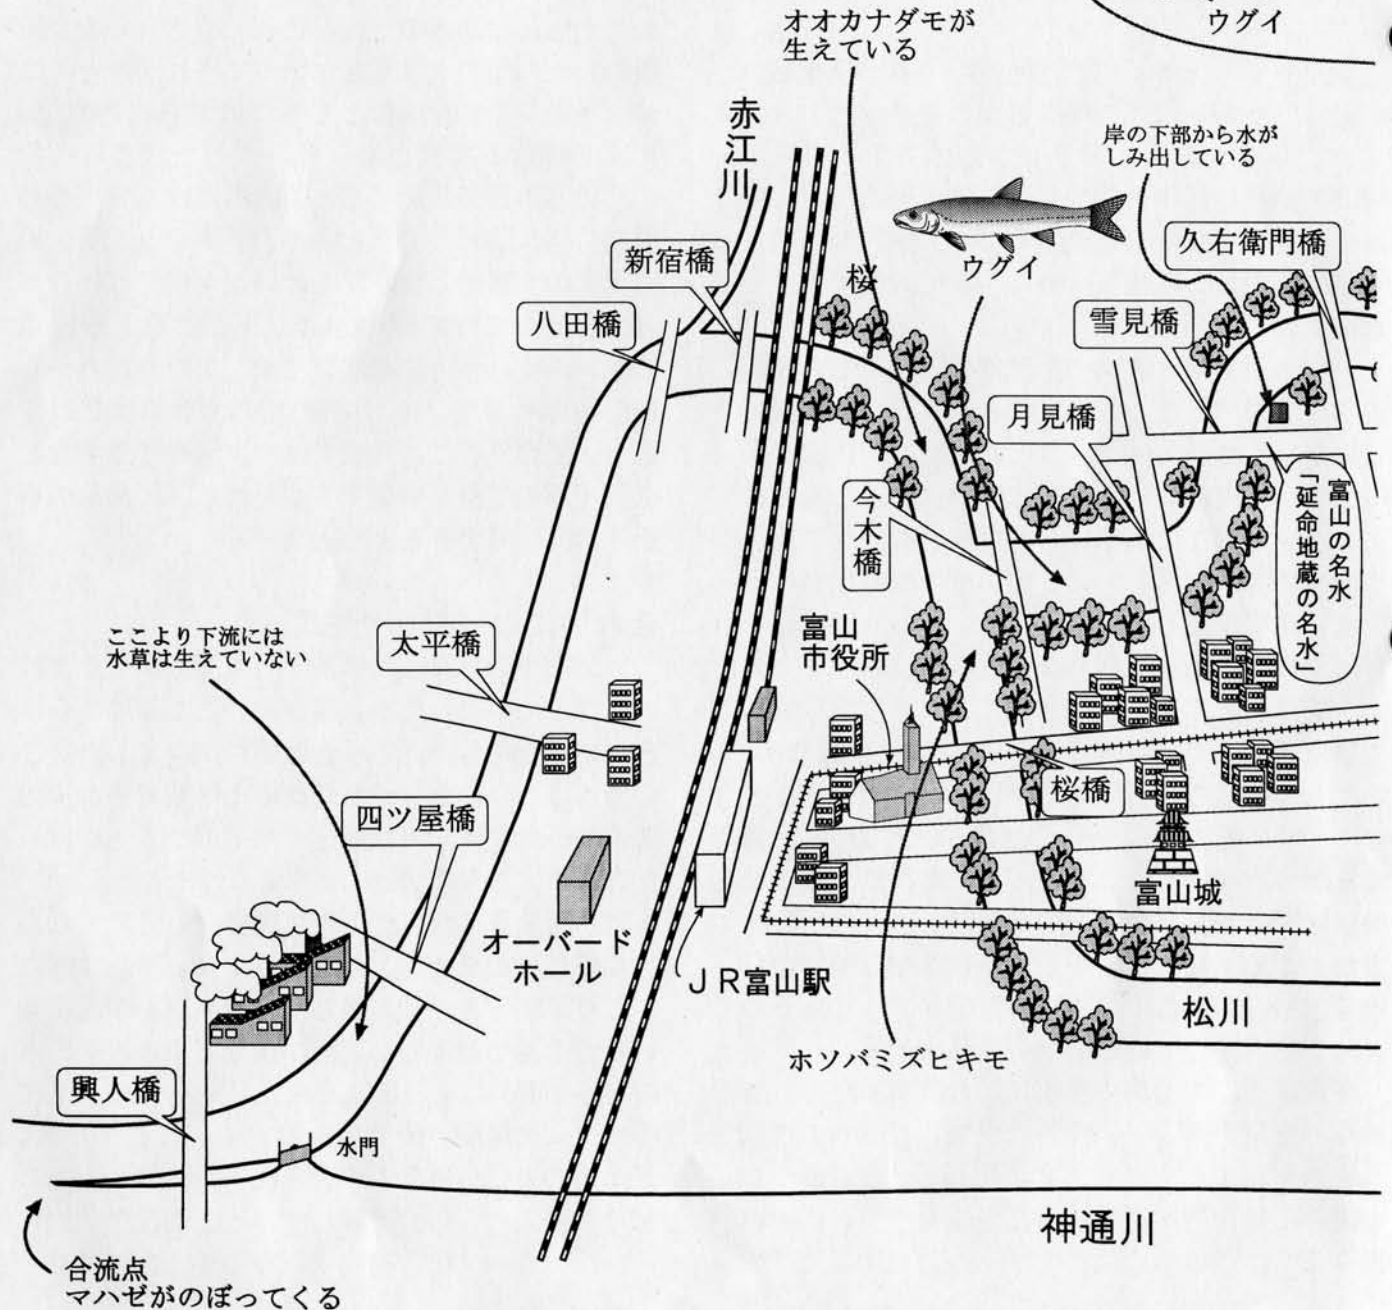 オオカナダモが
生えている
ウグイ
赤江川
岸の下部から水が
しみ出している
新宿橋
桜
ウグイ
久右衛門橋
八田橋
雪見橋
月見橋
今木橋
富山の名水
「延命地蔵の名水」
富山
市役所
ここより下流には
水草は生えていない
太平橋
桜橋
四ツ屋橋
富山城
オーバード
ホール
JR富山駅
松川
ホソバミズヒキモ
興人橋
水門
神通川
合流点
マハゼがのぼってくる